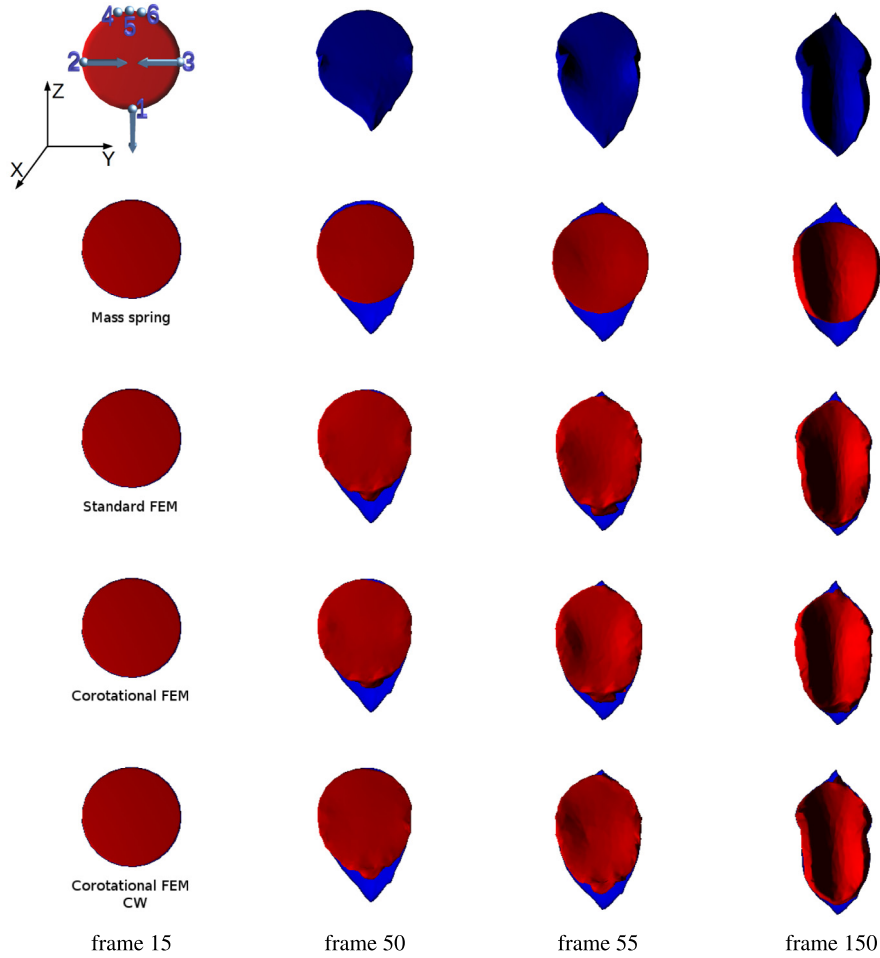 4 5 6
2 3
1
Z
X Y
Mass spring
Standard FEM
Corotational FEM
Corotational FEM
CW
frame 15 frame 50 frame 55 frame 150